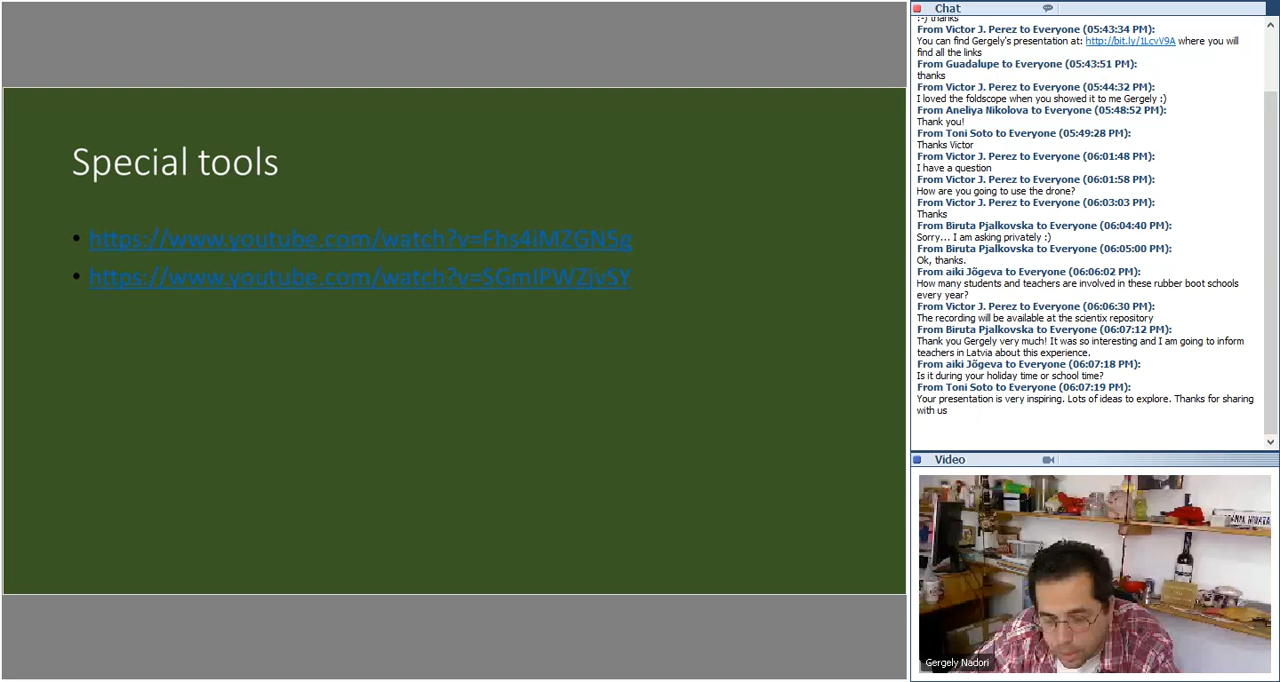 Special tools
• https://www.youtube.com/watch?v=Fhs4iMZGN5g
• https://www.youtube.com/watch?v=SGmIPWZjvSY
Chat
:-) thanks
From Victor J. Perez to Everyone (05:43:34 PM):
You can find Gergely's presentation at: http://bit.ly/1LcvV9A where you will
find all the links
From Guadalupe to Everyone (05:43:51 PM):
thanks
From Victor J. Perez to Everyone (05:44:32 PM):
I loved the foldscope when you showed it to me Gergely :)
From Aneliya Nikolova to Everyone (05:48:52 PM):
Thank you!
From Toni Soto to Everyone (05:49:28 PM):
Thanks Victor
From Victor J. Perez to Everyone (06:01:48 PM):
I have a question
From Victor J. Perez to Everyone (06:01:58 PM):
How are you going to use the drone?
From Victor J. Perez to Everyone (06:03:03 PM):
Thanks
From Biruta Pjalkovska to Everyone (06:04:40 PM):
Sorry... I am asking privately :)
From Biruta Pjalkovska to Everyone (06:05:00 PM):
Ok, thanks.
From aiki Jõgeva to Everyone (06:06:02 PM):
How many students and teachers are involved in these rubber boot schools
every year?
From Victor J. Perez to Everyone (06:06:30 PM):
The recording will be available at the scientix repository
From Biruta Pjalkovska to Everyone (06:07:12 PM):
Thank you Gergely very much! It was so interesting and I am going to inform
teachers in Latvia about this experience.
From aiki Jõgeva to Everyone (06:07:18 PM):
Is it during your holiday time or school time?
From Toni Soto to Everyone (06:07:19 PM):
Your presentation is very inspiring. Lots of ideas to explore. Thanks for sharing
with us
Video
Gergely Nadori